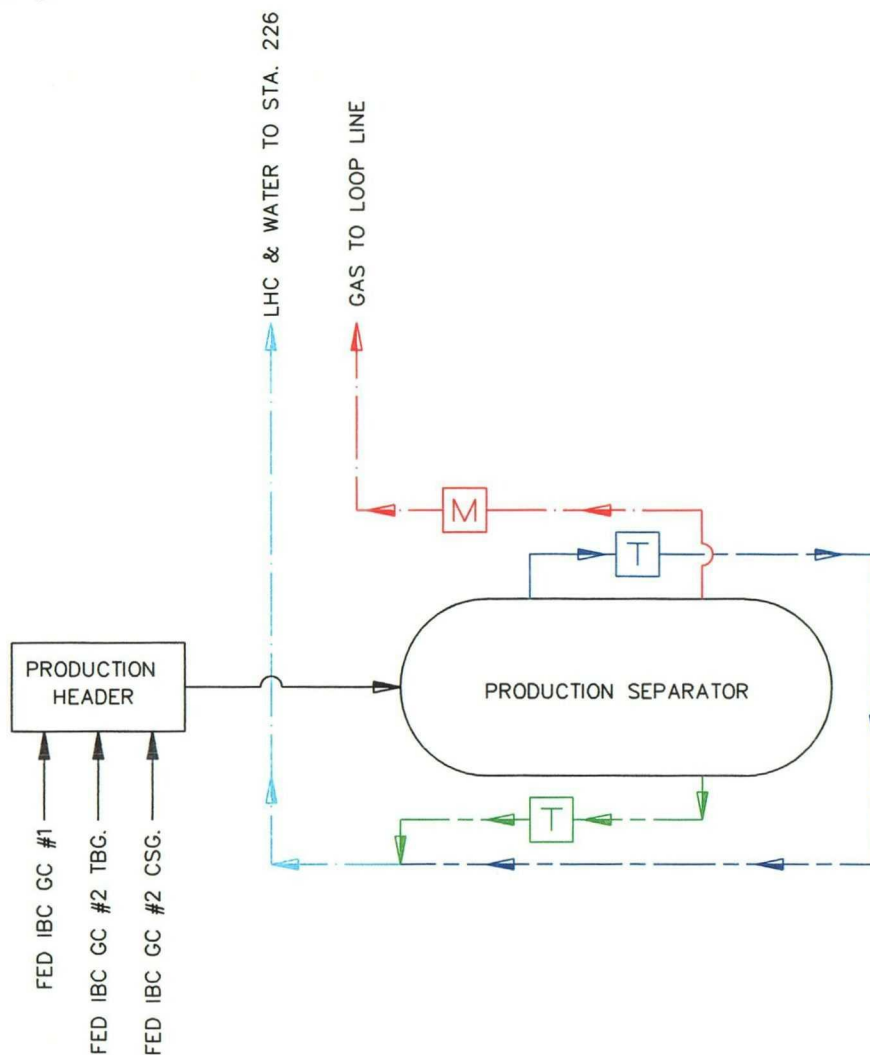 LHC & WATER TO STA. 226
GAS TO LOOP LINE
M
T
PRODUCTION
HEADER
PRODUCTION SEPARATOR
T
FED IBC GC #1
FED IBC GC #2 TBG.
FED IBC GC #2 CSG.